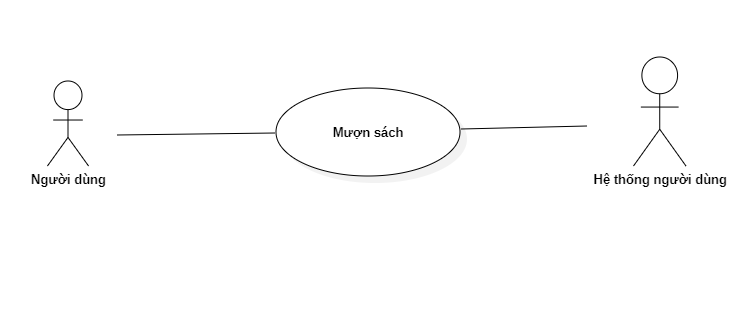 Mượn sách
Người dùng
Hệ thống người dùng